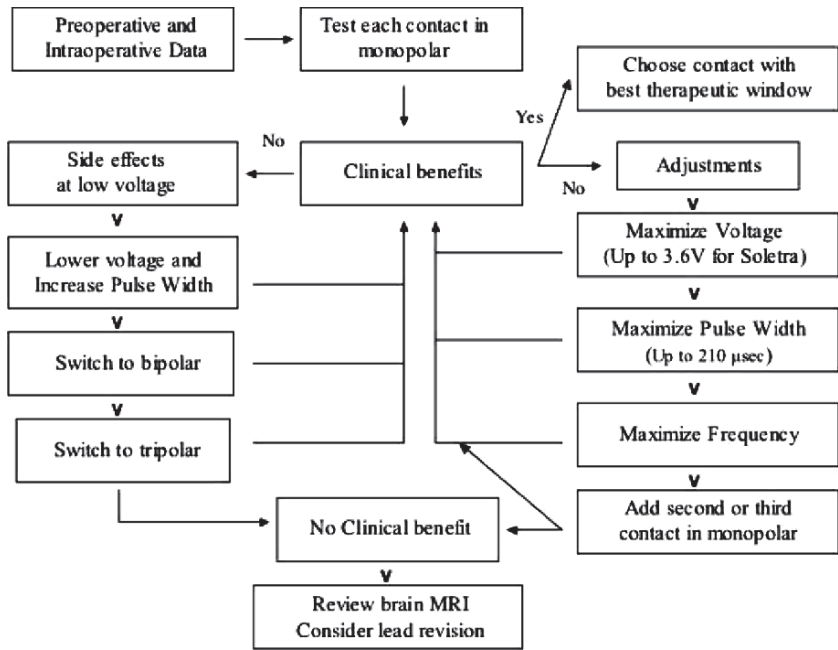 Preoperative and
Intraoperative Data
Test each contact in
monopolar
Choose contact with
best therapeutic window
Yes
No
Side effects
at low voltage
Clinical benefits
No
Adjustments
Lower voltage and
Increase Pulse Width
Maximize Voltage
(Up to 3.6V for Soletra)
Switch to bipolar
Maximize Pulse Width
(Up to 210 µsec)
Switch to tripolar
Maximize Frequency
No Clinical benefit
Add second or third
contact in monopolar
Review brain MRI
Consider lead revision